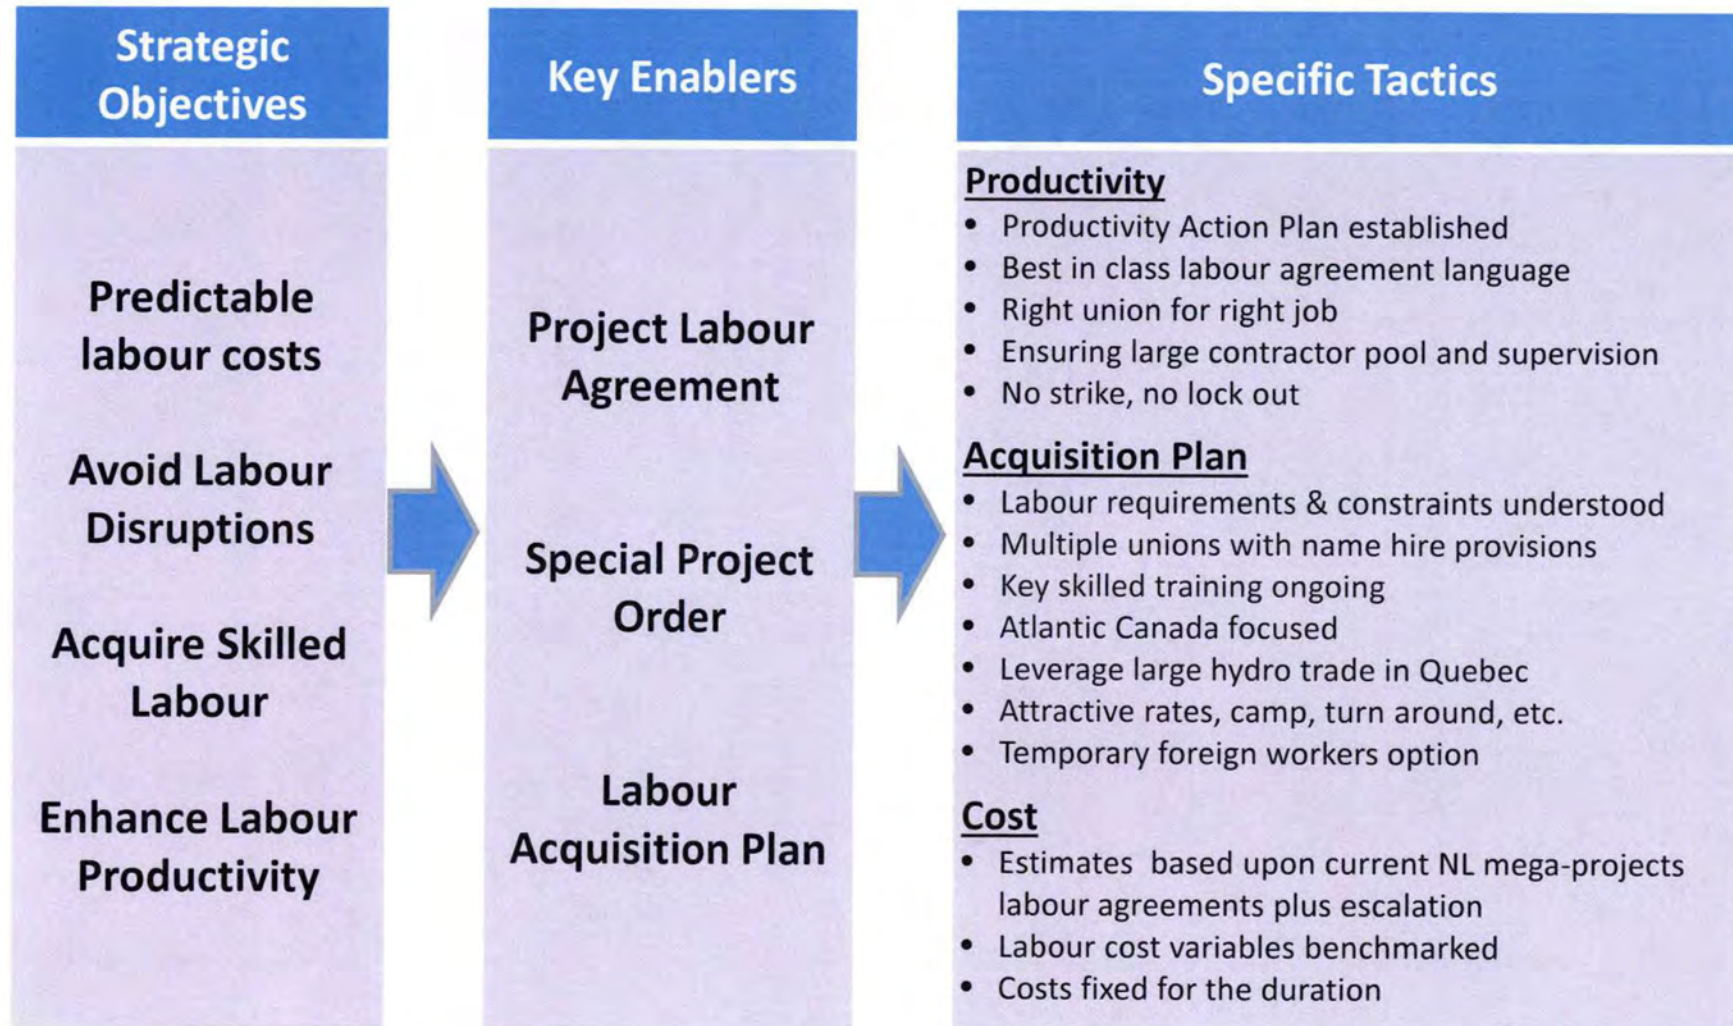 Strategic
Objectives
Predictable
labour costs
Avoid Labour
Disruptions
Acquire Skilled
Labour
Enhance Labour
Productivity
Key Enablers
Project Labour
Agreement
Special Project
Order
Labour
Acquisition Plan
Specific Tactics
Productivity
• Productivity Action Plan established
• Best in class labour agreement language
• Right union for right job
• Ensuring large contractor pool and supervision
• No strike, no lock out
Acquisition Plan
• Labour requirements & constraints understood
• Multiple unions with name hire provisions
• Key skilled training ongoing
• Atlantic Canada focused
• Leverage large hydro trade in Quebec
• Attractive rates, camp, turn around, etc.
• Temporary foreign workers option
Cost
• Estimates based upon current NL mega-projects
labour agreements plus escalation
• Labour cost variables benchmarked
• Costs fixed for the duration